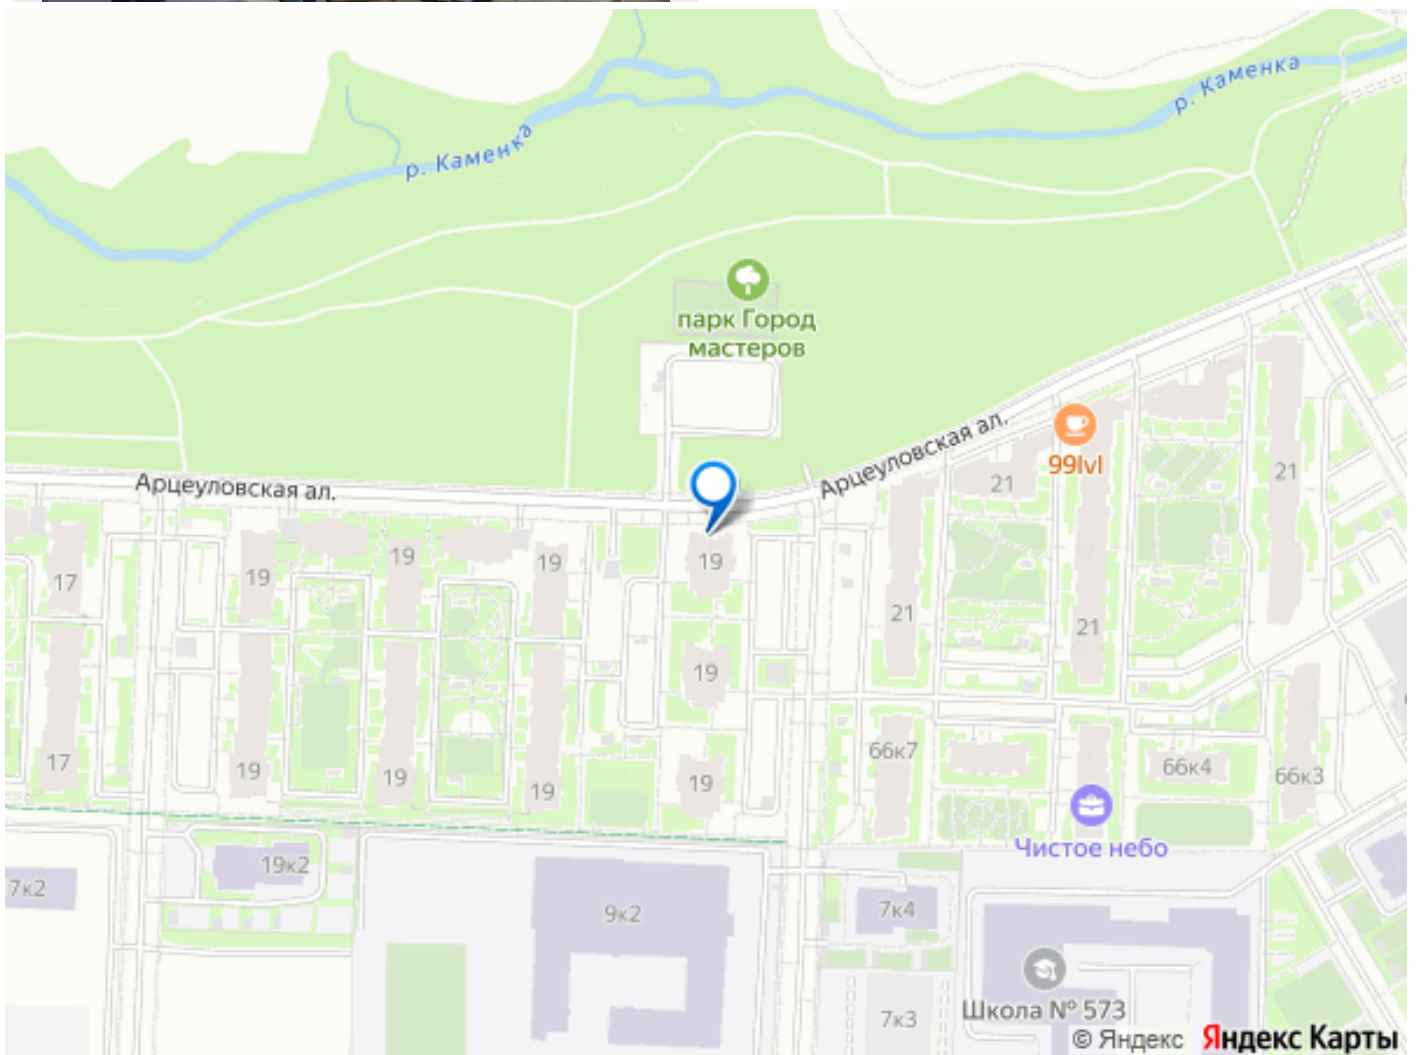 р. Каменка
р. Каменка
парк Город
мастеров
Арцеуловская ал.
Арцеуловская ал.
99lvl
21
21
19
19
19
19
17
21
21
19
66к7
66к4
66к3
17
19
19
19
19
Чистое небо
19к2
7к2
9к2
7к4
Школа № 573
7к3
© Яндекс Яндекс Карты